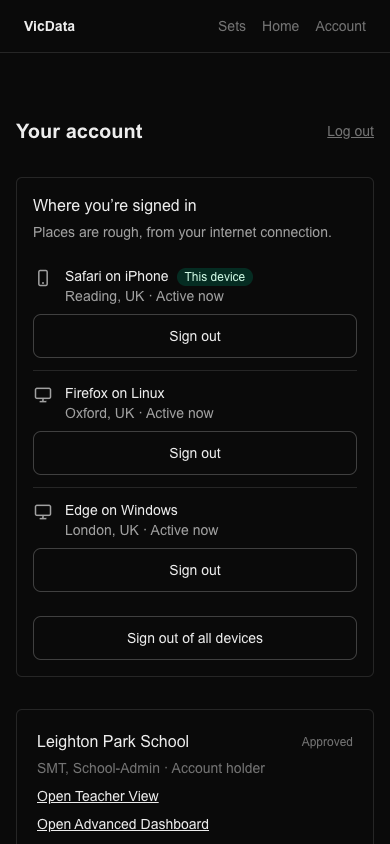 VicData
Sets Home Account
Your account
Log out
Where you’re signed in
Places are rough, from your internet connection.
Safari on iPhone This device
Reading, UK · Active now
Sign out
Firefox on Linux
Oxford, UK · Active now
Sign out
Edge on Windows
London, UK · Active now
Sign out
Sign out of all devices
Leighton Park School Approved
SMT, School-Admin · Account holder
Open Teacher View
Open Advanced Dashboard